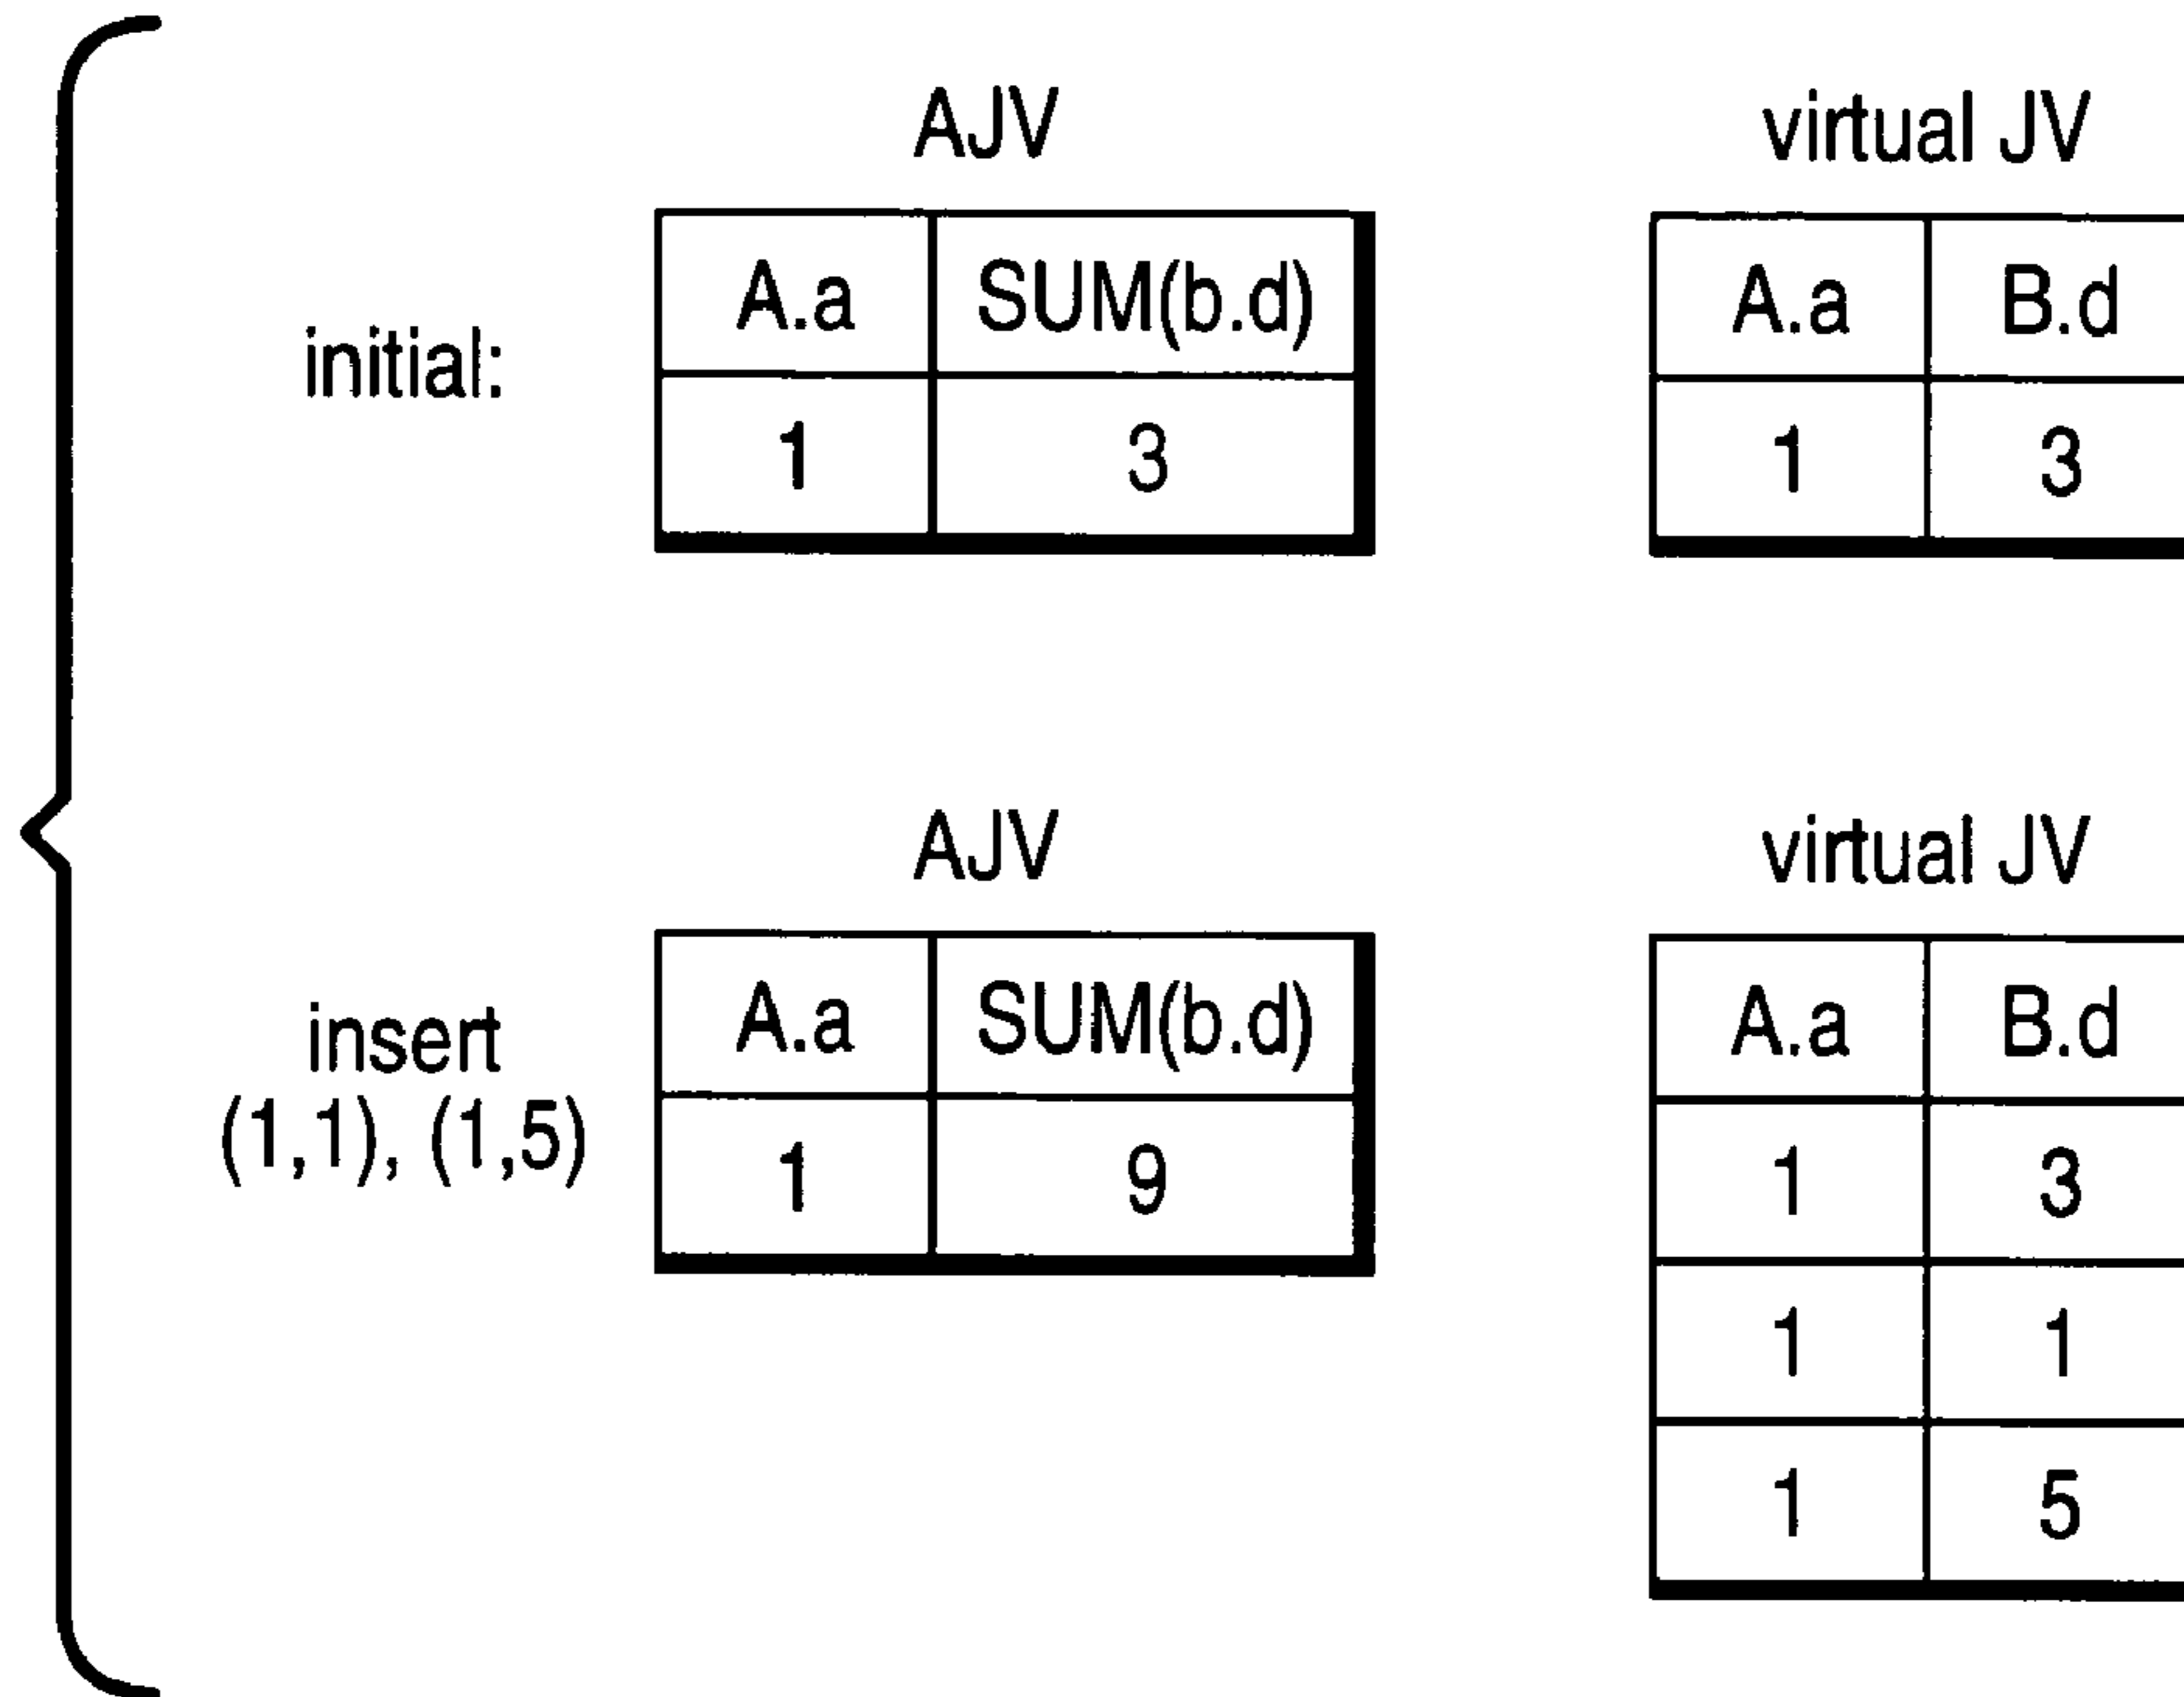 AJV virtual JV
initial:
A.a SUM(b.d) A.a B.d
1 3 1 3
AJV virtual JV
insert
(1,1), (1,5)
A.a SUM(b.d) A.a B.d
1 9 1 3
1 1
1 5